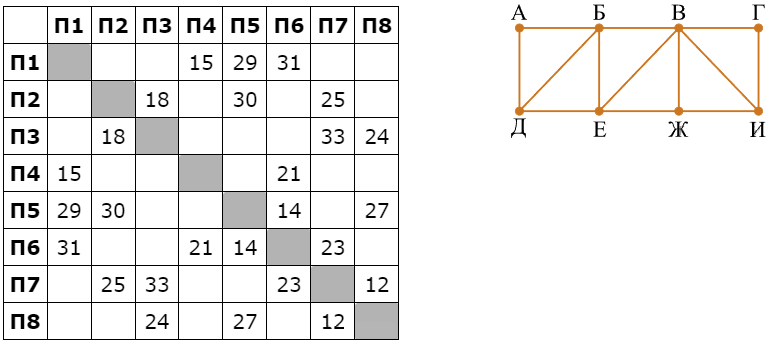 П1 П2 П3 П4 П5 П6 П7 П8
П1 15 29 31
П2 18 30 25
П3 18 33 24
П4 15 21
П5 29 30 14 27
П6 31 21 14 23
П7 25 33 23 12
П8 24 27 12
А Б В Г
Д Е Ж И